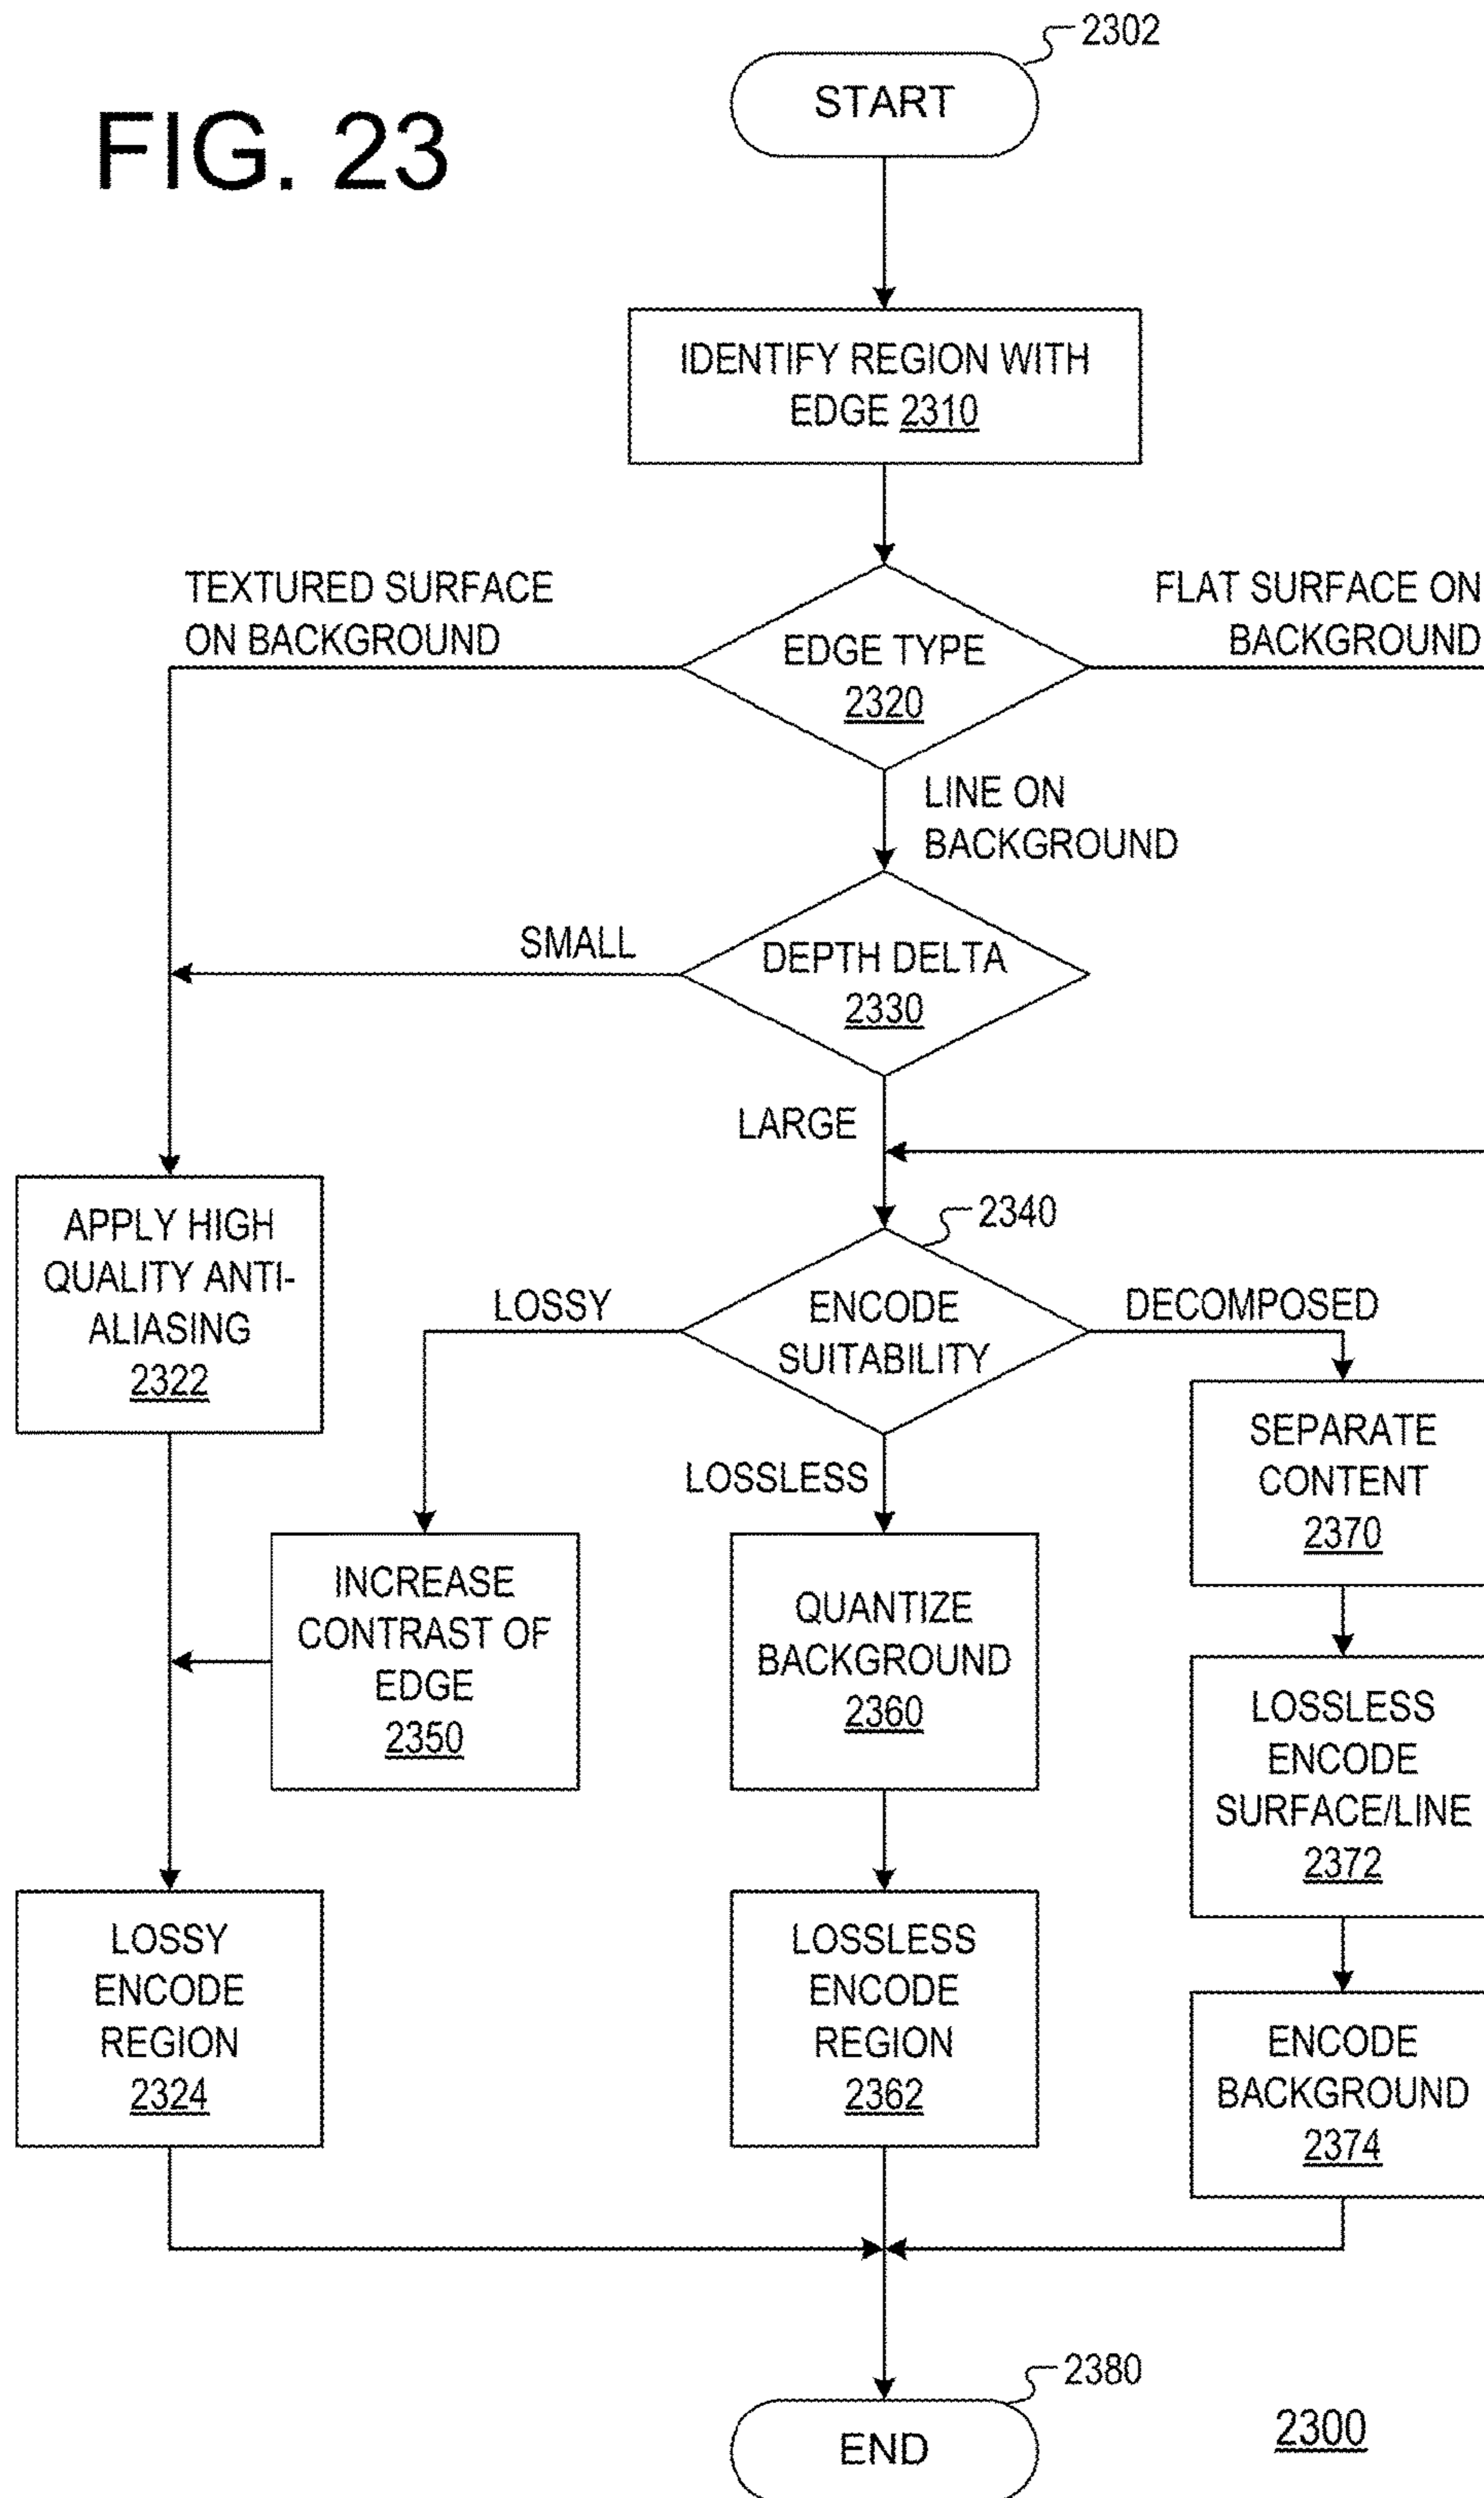 2302
START
FIG. 23
IDENTIFY REGION WITH
EDGE 2310
TEXTURED SURFACE
ON BACKGROUND
FLAT SURFACE ON
BACKGROUND
EDGE TYPE
2320
LINE ON
BACKGROUND
SMALL
DEPTH DELTA
2330
LARGE
APPLY HIGH
QUALITY ANTI-
ALIASING
2322
2340
LOSSY
ENCODE
SUITABILITY
DECOMPOSED
LOSSLESS
SEPARATE
CONTENT
2370
INCREASE
CONTRAST OF
EDGE
2350
QUANTIZE
BACKGROUND
2360
LOSSLESS
ENCODE
SURFACE/LINE
2372
LOSSY
ENCODE
REGION
2324
LOSSLESS
ENCODE
REGION
2362
ENCODE
BACKGROUND
2374
2380
END
2300